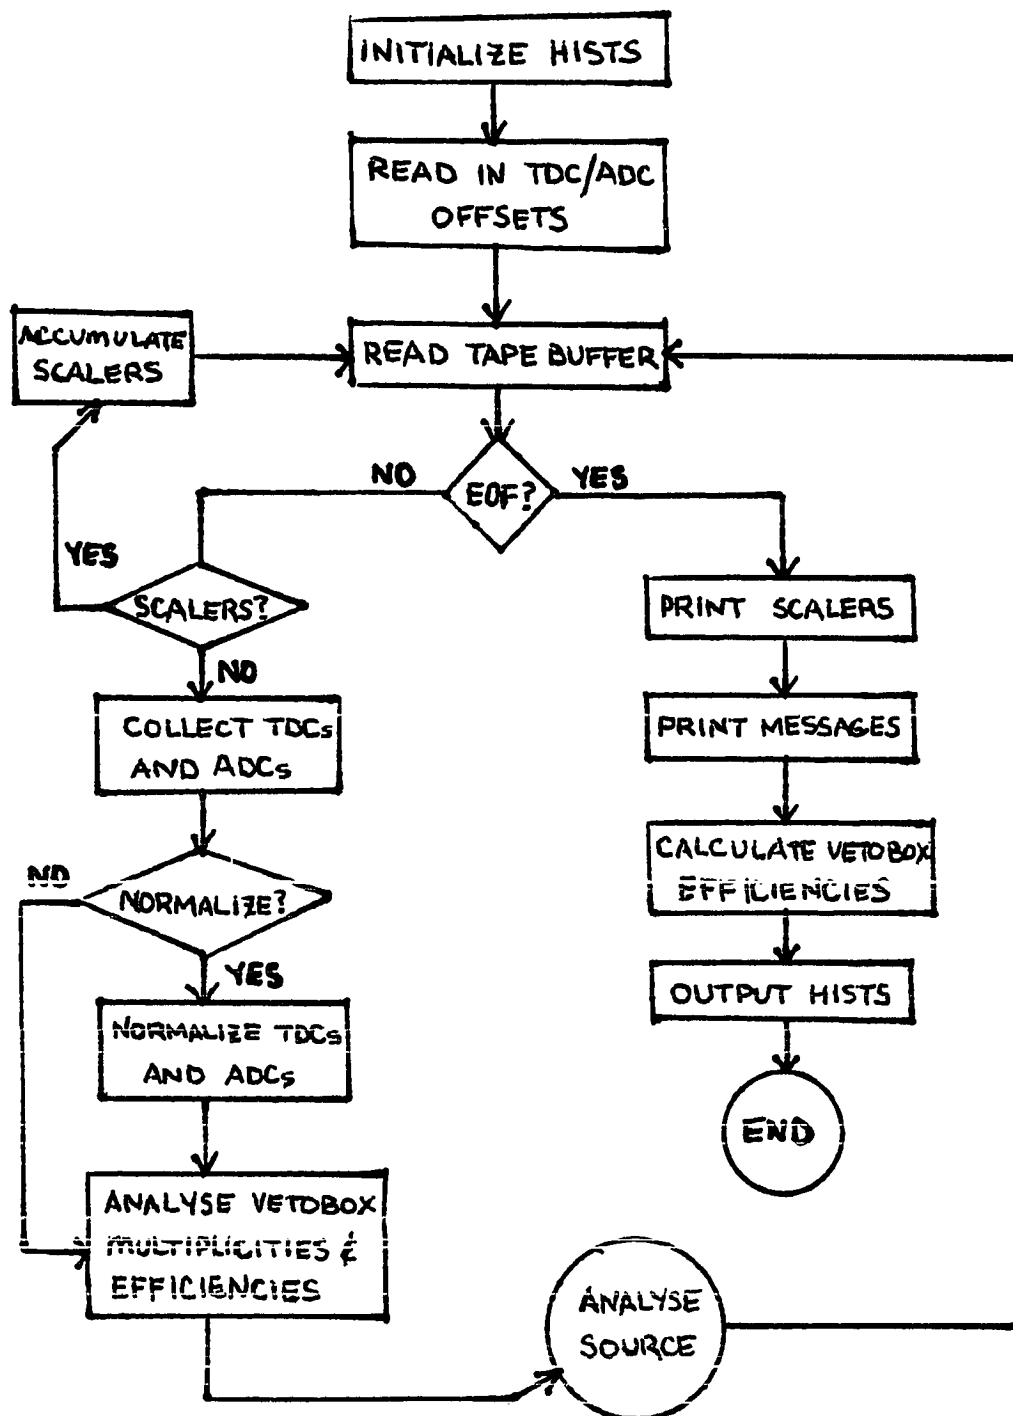 INITIALIZE HISTS
READ IN TDC/ADC
OFFSETS
READ TAPE BUFFER
ACCUMULATE
SCALERS
EOF?
NO
YES
SCALERS?
YES
NO
COLLECT TDCs
AND ADCs
NORMALIZE?
NO
YES
NORMALIZE TDCs
AND ADCs
ANALYSE VETOBOX
MULTIPLICITIES &
EFFICIENCIES
ANALYSE
SOURCE
PRINT SCALERS
PRINT MESSAGES
CALCULATE VETOBOX
EFFICIENCIES
OUTPUT HISTS
END